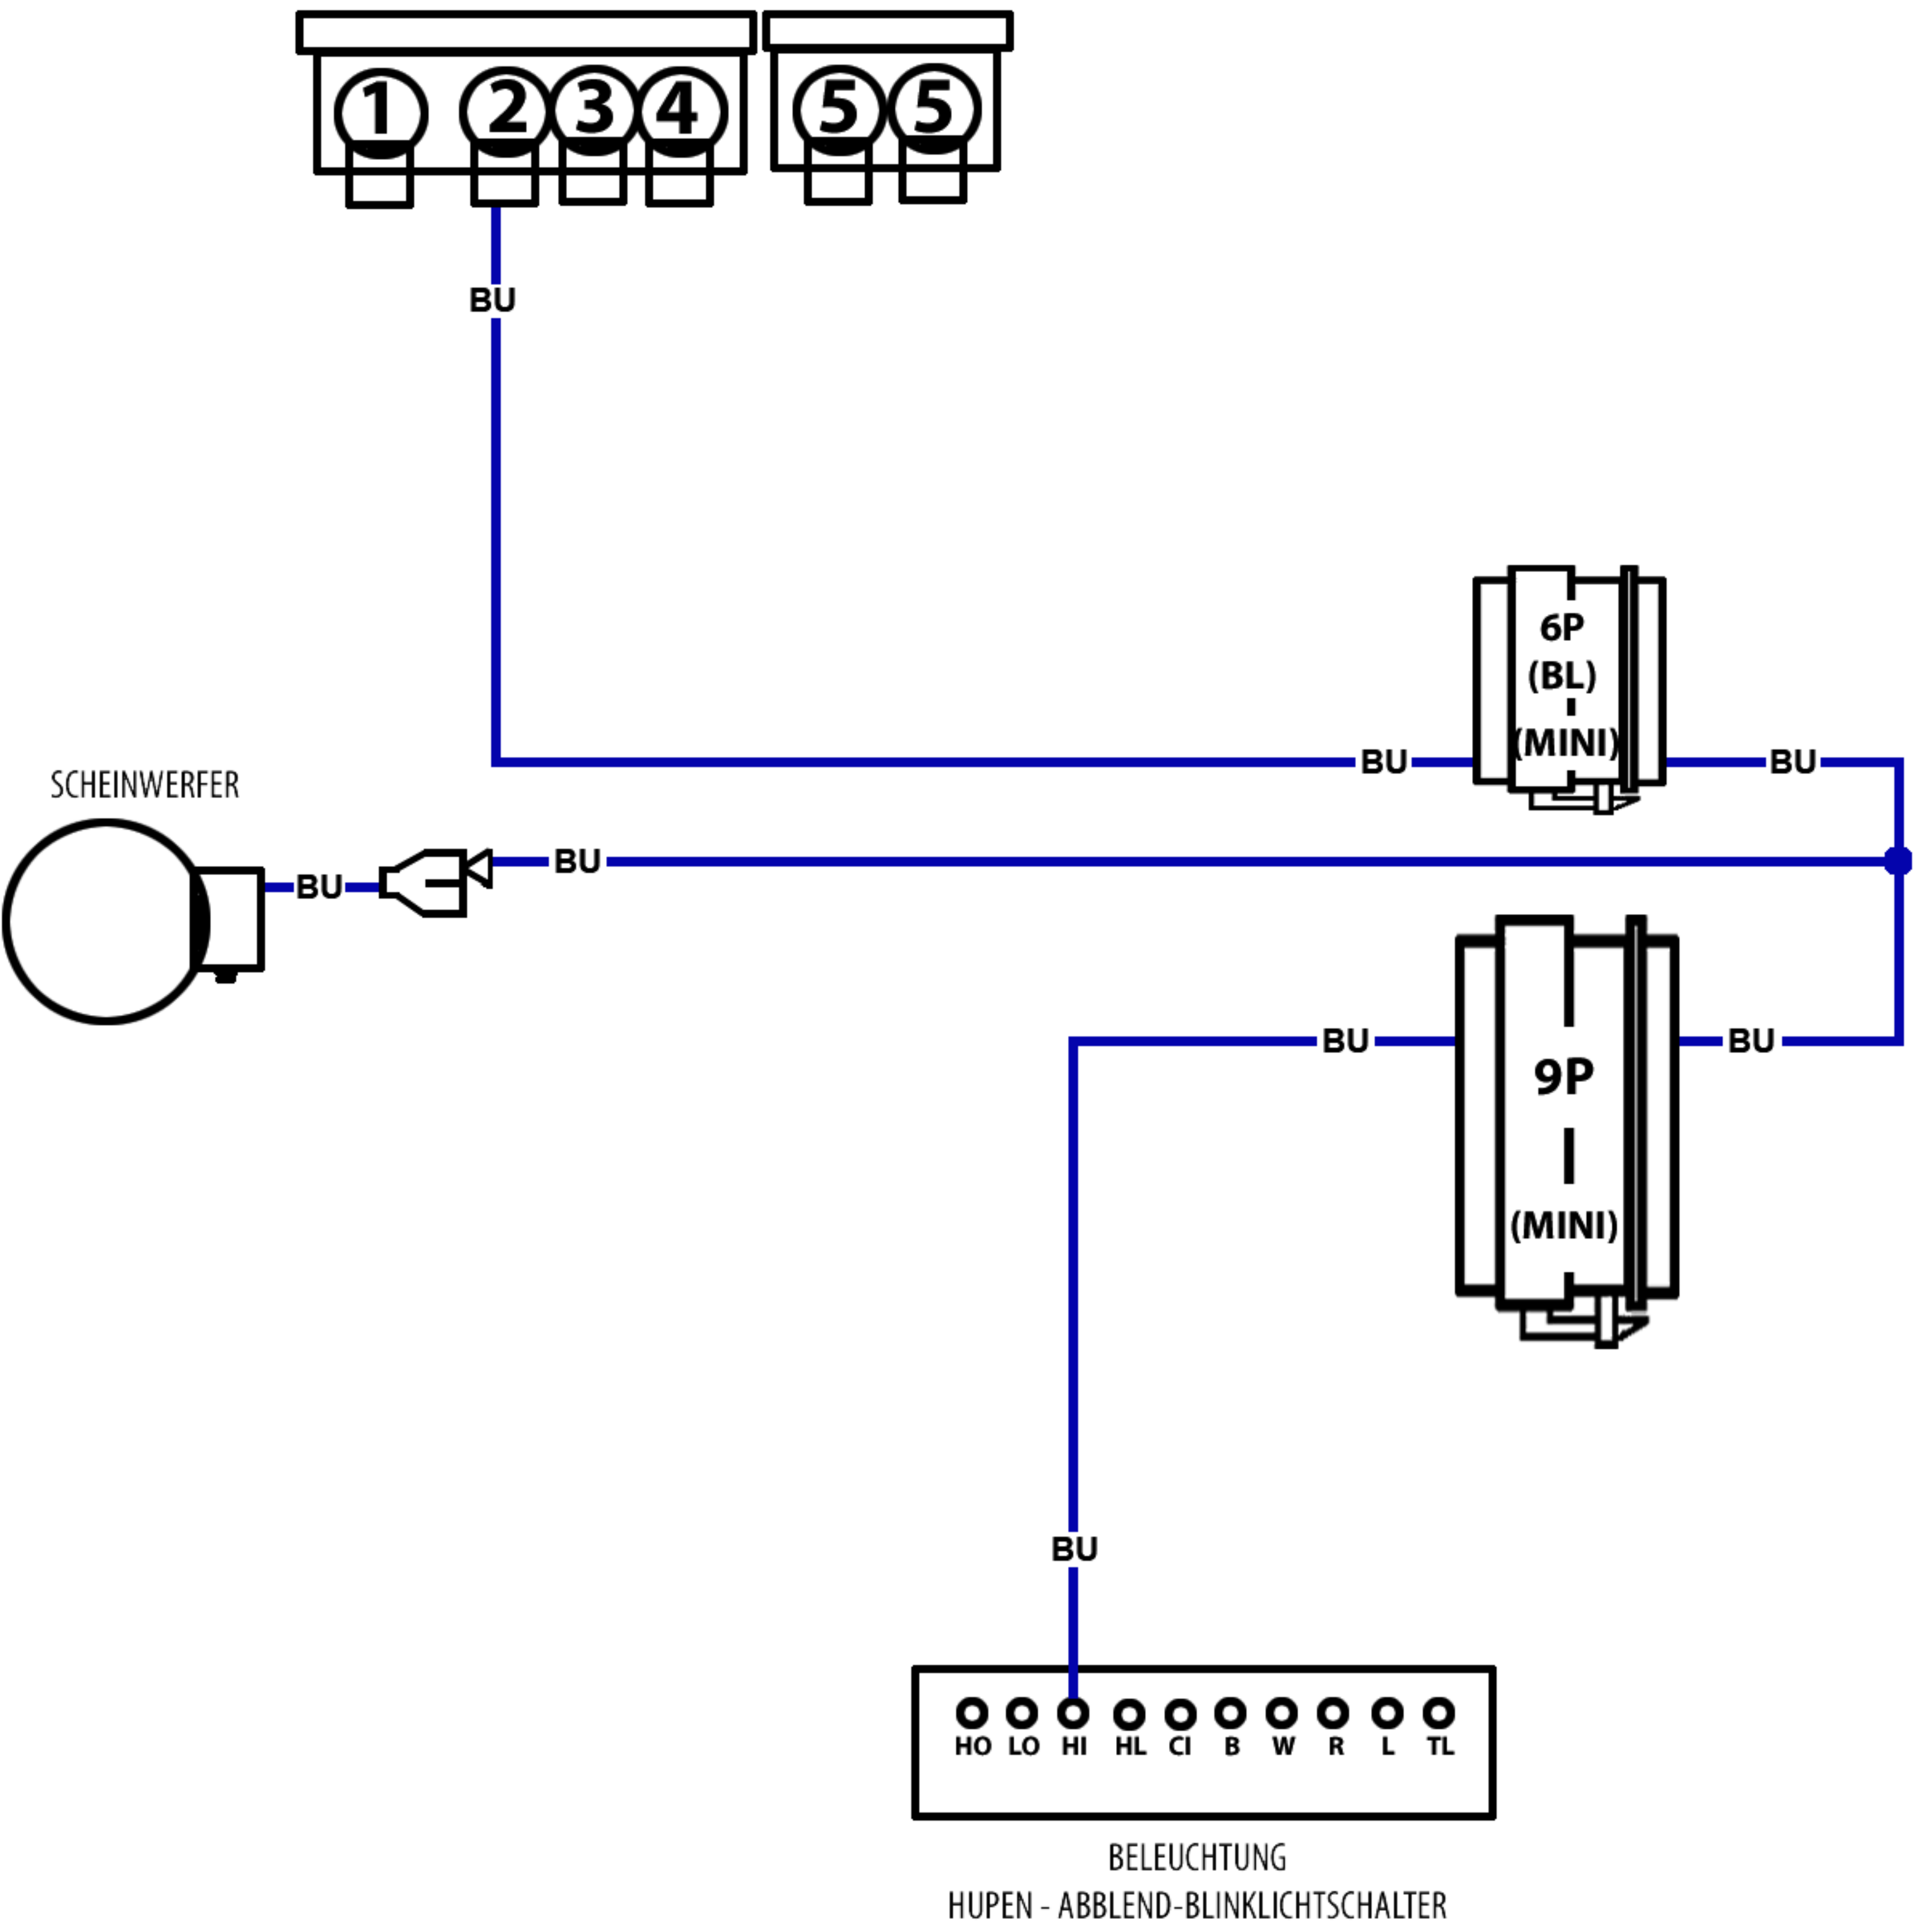 1 2 3 4 5 5
BU
6P
(BL)
(MINI)
BU BU
SCHEINWERFER
BU
BU
BU BU
9P
(MINI)
BU
HO LO HI HL CI B W R L TL
BELEUCHTUNG
HUPEN - ABBLEND-BLINKLICHTSCHALTER